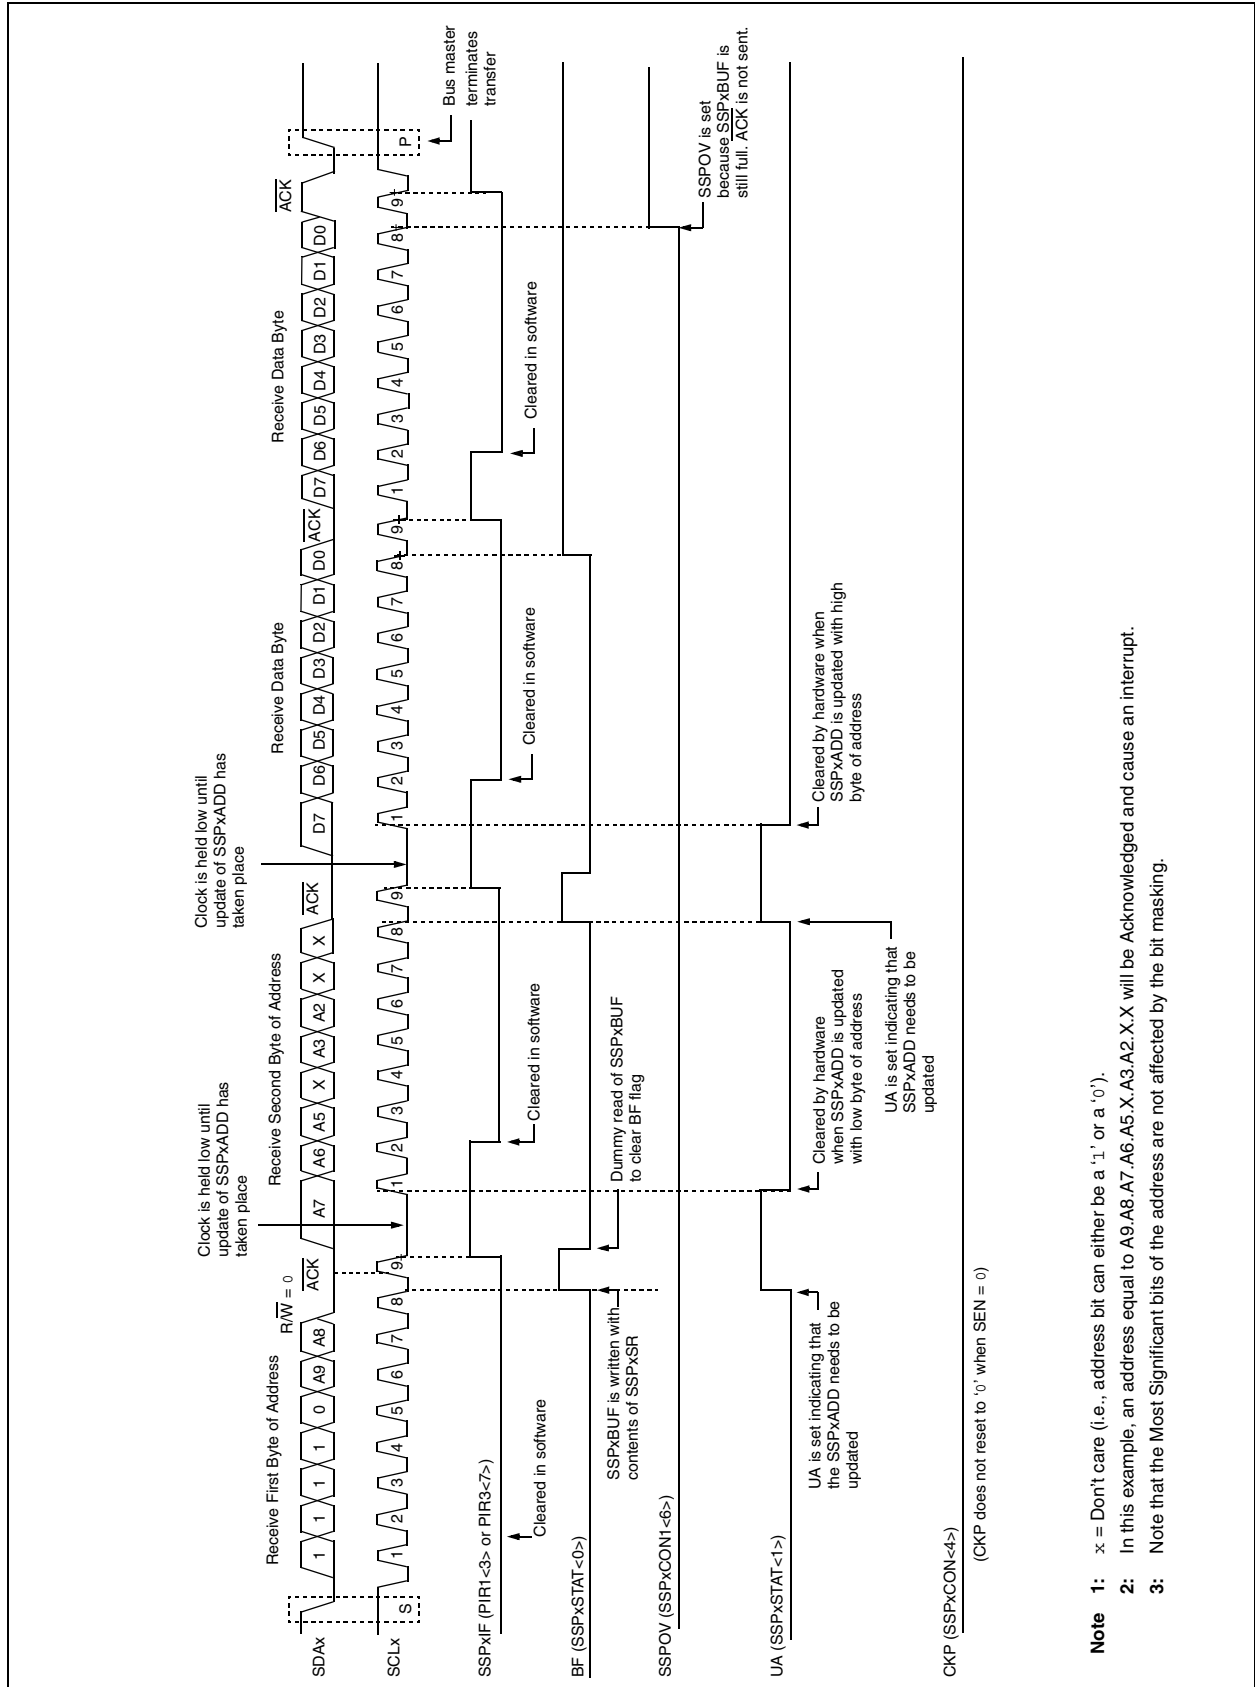 Receive First Byte of Address
R/W = 0
ACK
Clock is held low until
update of SSPxADD has
taken place
Receive Second Byte of Address
ACK
Clock is held low until
update of SSPxADD has
taken place
Receive Data Byte
ACK
Receive Data Byte
ACK
SDAx
1 1 1 1 0 A9 A8
A7 A6 A5 X A3 A2 X X
D7 D6 D5 D4 D3 D2 D1 D0
D7 D6 D5 D4 D3 D2 D1 D0
SCLx
S
1 2 3 4 5 6 7 8 9
1 2 3 4 5 6 7 8 9
1 2 3 4 5 6 7 8 9
1 2 3 4 5 6 7 8 9
P
Bus master
terminates
transfer
SSPxIF (PIR1<3> or PIR3<7>)
Cleared in software
Cleared in software
Cleared in software
Cleared in software
BF (SSPxSTAT<0>)
SSPxBUF is written with
contents of SSPxSR
Dummy read of SSPxBUF
to clear BF flag
SSPOV (SSPxCON1<6>)
SSPOV is set
because SSPxBUF is
still full. ACK is not sent.
UA (SSPxSTAT<1>)
UA is set indicating that
the SSPxADD needs to be
updated
Cleared by hardware
when SSPxADD is updated
with low byte of address
UA is set indicating that
SSPxADD needs to be
updated
Cleared by hardware when
SSPxADD is updated with high
byte of address
CKP (SSPxCON<4>)
(CKP does not reset to ‘0’ when SEN = 0)
Note 1: x = Don’t care (i.e., address bit can either be a ‘1’ or a ‘0’).
2: In this example, an address equal to A9.A8.A7.A6.A5.X.A3.A2.X.X will be Acknowledged and cause an interrupt.
3: Note that the Most Significant bits of the address are not affected by the bit masking.